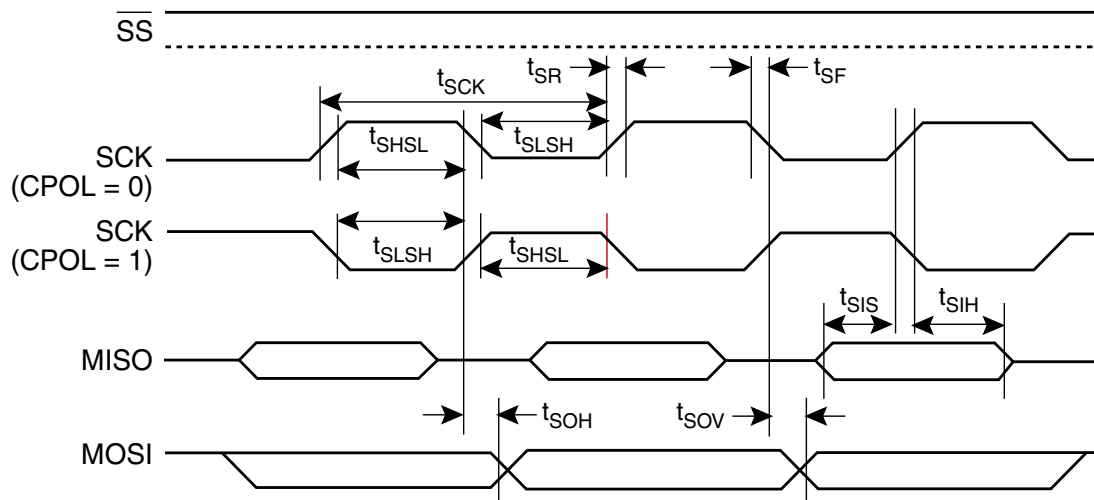 SS
tSR
tSF
tSCK
SCK
(CPOL = 0)
tSHSL
tSLSH
SCK
(CPOL = 1)
tSLSH
tSHSL
tSIS
tSIH
MISO
tSOH
tSOV
MOSI